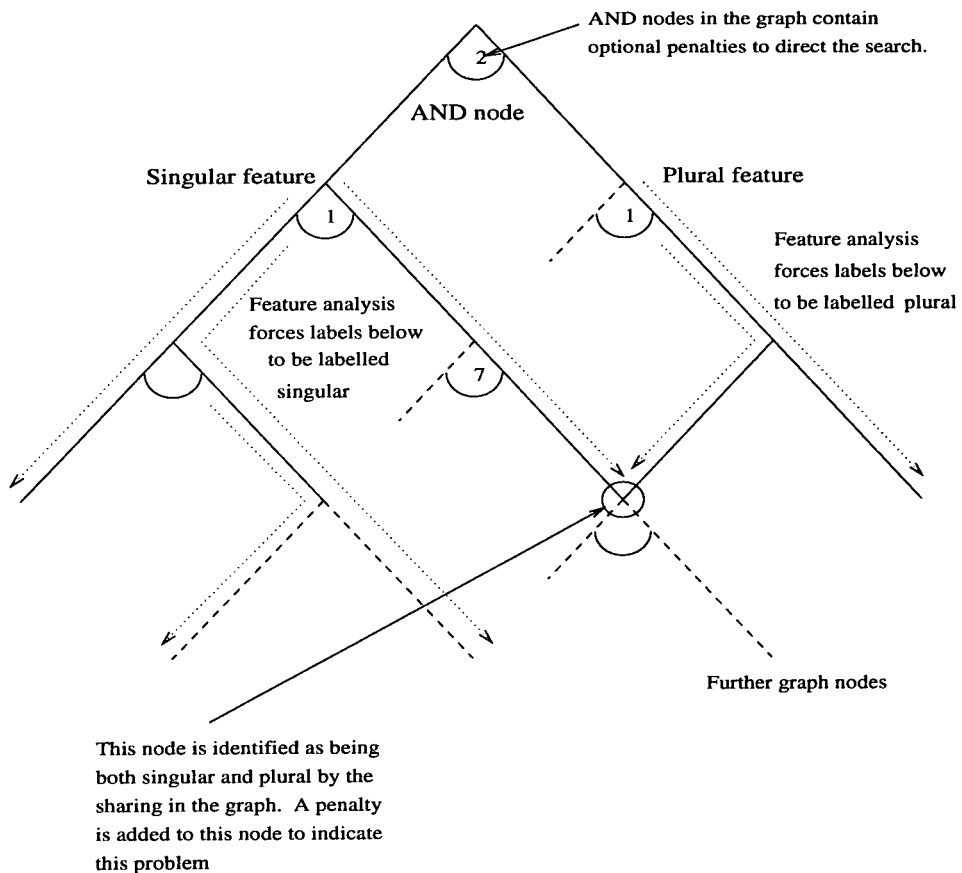 AND nodes in the graph contain
optional penalties to direct the search.
2
AND node
Singular feature
Plural feature
1
1
Feature analysis
forces labels below
to be labelled plural
Feature analysis
forces labels below
to be labelled
singular
7
Further graph nodes
This node is identified as being
both singular and plural by the
sharing in the graph. A penalty
is added to this node to indicate
this problem